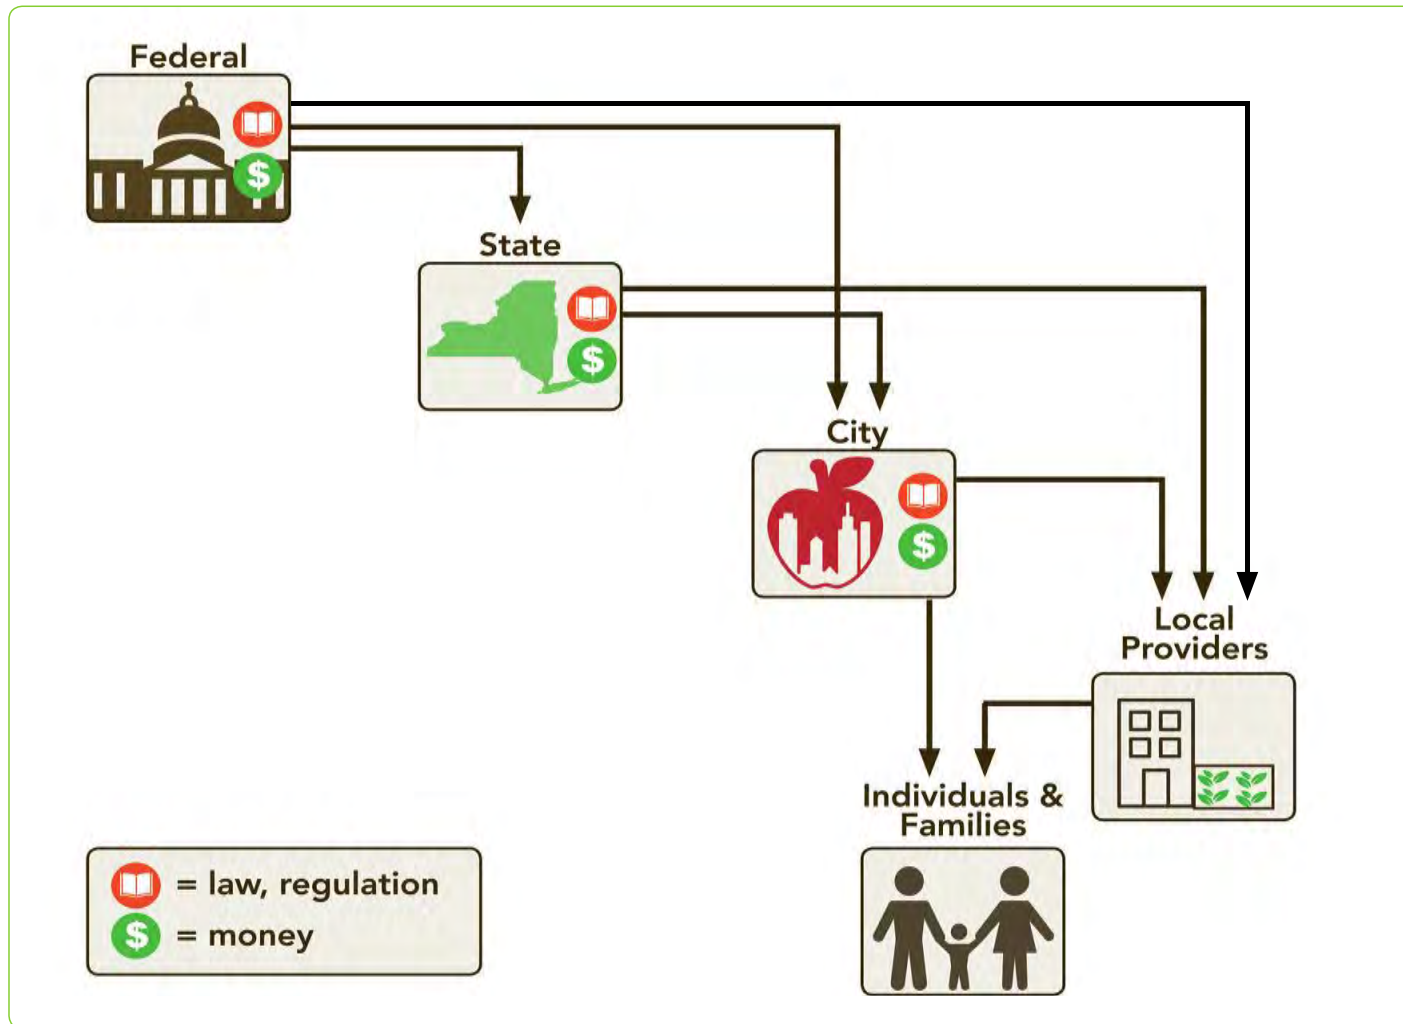 Federal
$
State
$
City
$
Local
Providers
Individuals &
Families
= law, regulation
$ = money